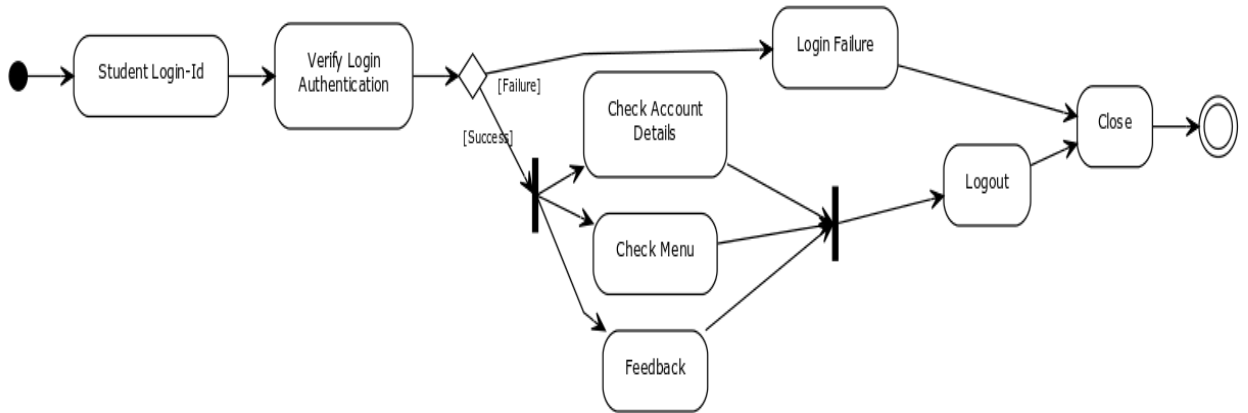 Student Login-Id
Verify Login
Authentication
[Failure]
[Success]
Login Failure
Check Account
Details
Check Menu
Feedback
Logout
Close